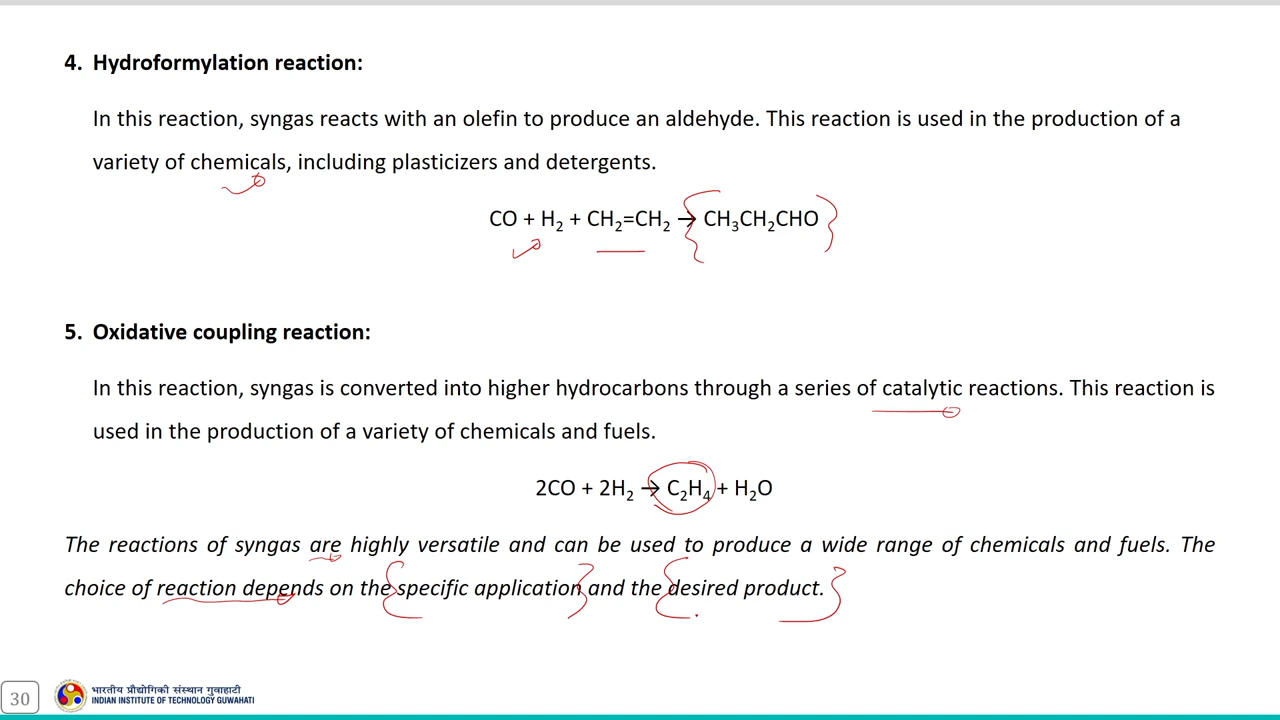 4. Hydroformylation reaction:
In this reaction, syngas reacts with an olefin to produce an aldehyde. This reaction is used in the production of a
variety of chemicals, including plasticizers and detergents.
CO + H₂ + CH₂=CH₂ → CH₃CH₂CHO
5. Oxidative coupling reaction:
In this reaction, syngas is converted into higher hydrocarbons through a series of catalytic reactions. This reaction is
used in the production of a variety of chemicals and fuels.
2CO + 2H₂ → C₂H₄ + H₂O
The reactions of syngas are highly versatile and can be used to produce a wide range of chemicals and fuels. The
choice of reaction depends on the specific application and the desired product.
30
भारतीय प्रौद्योगिकी संस्थान गुवाहाटी
INDIAN INSTITUTE OF TECHNOLOGY GUWAHATI